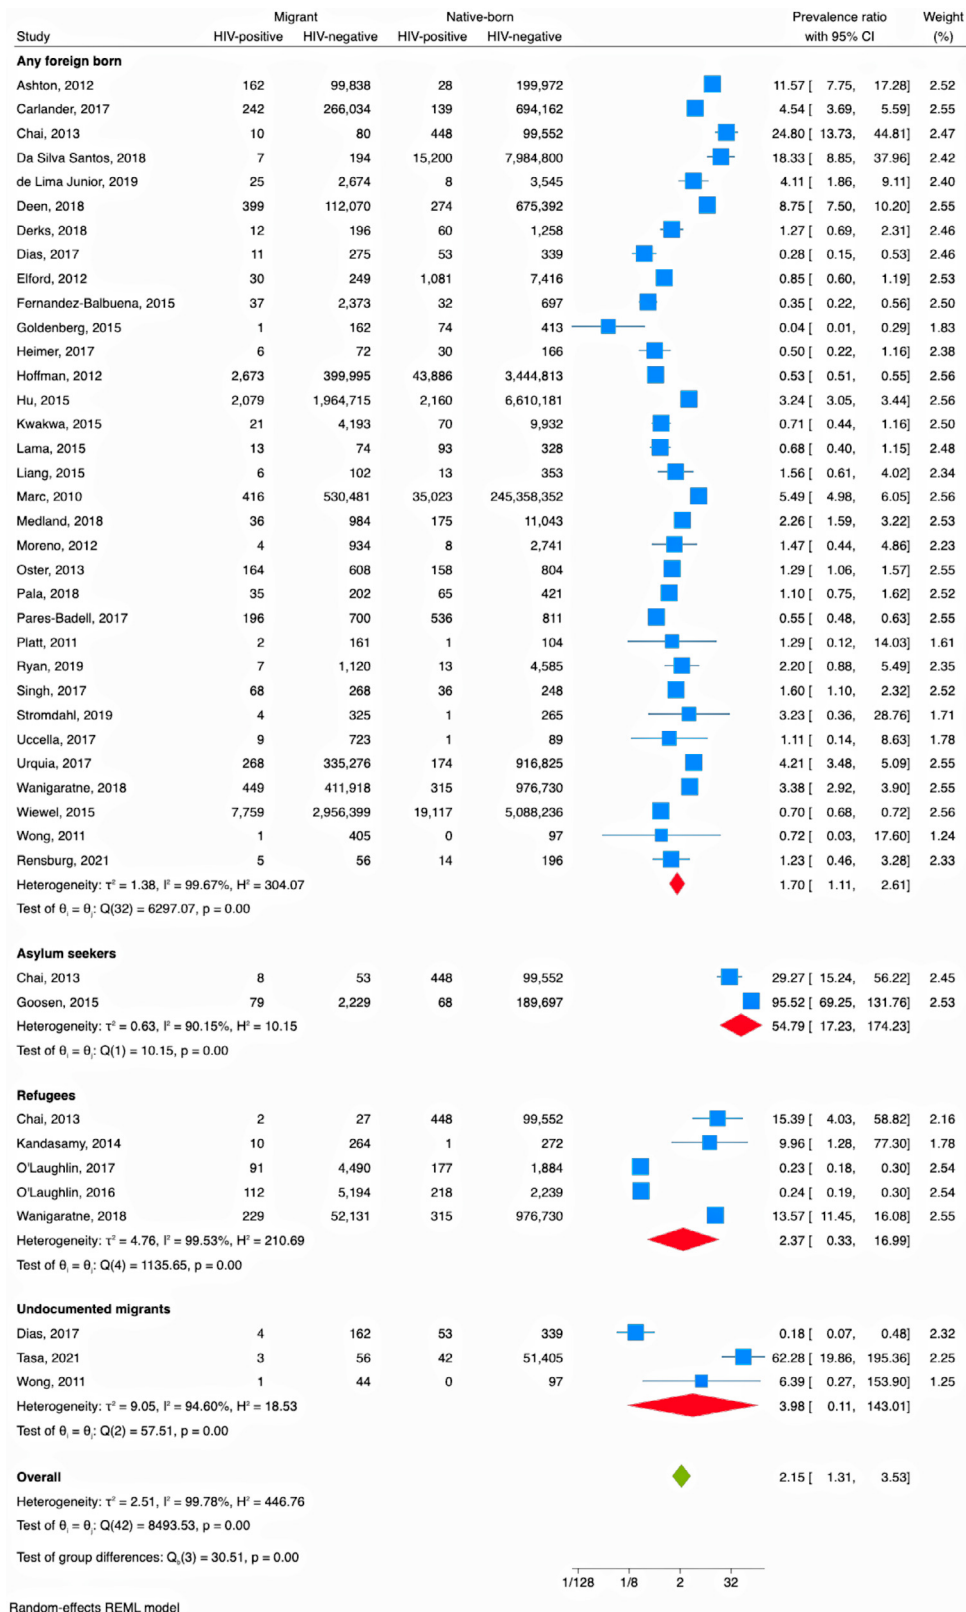 Migrant Native-born Prevalence ratio Weight
Study HIV-positive HIV-negative HIV-positive HIV-negative with 95% CI (%)
Any foreign born
Ashton, 2012 162 99,838 28 199,972 11.57 [ 7.75, 17.28] 2.52
Carlander, 2017 242 266,034 139 694,162 4.54 [ 3.69, 5.59] 2.55
Chai, 2013 10 80 448 99,552 24.80 [ 13.73, 44.81] 2.47
Da Silva Santos, 2018 7 194 15,200 7,984,800 18.33 [ 8.85, 37.96] 2.42
de Lima Junior, 2019 25 2,674 8 3,545 4.11 [ 1.86, 9.11] 2.40
Deen, 2018 399 112,070 274 675,392 8.75 [ 7.50, 10.20] 2.55
Derks, 2018 12 196 60 1,258 1.27 [ 0.69, 2.31] 2.46
Dias, 2017 11 275 53 339 0.28 [ 0.15, 0.53] 2.46
Elford, 2012 30 249 1,081 7,416 0.85 [ 0.60, 1.19] 2.53
Fernandez-Balbuena, 2015 37 2,373 32 697 0.35 [ 0.22, 0.56] 2.50
Goldenberg, 2015 1 162 74 413 0.04 [ 0.01, 0.29] 1.83
Heimer, 2017 6 72 30 166 0.50 [ 0.22, 1.16] 2.38
Hoffman, 2012 2,673 399,995 43,886 3,444,813 0.53 [ 0.51, 0.55] 2.56
Hu, 2015 2,079 1,964,715 2,160 6,610,181 3.24 [ 3.05, 3.44] 2.56
Kwakwa, 2015 21 4,193 70 9,932 0.71 [ 0.44, 1.16] 2.50
Lama, 2015 13 74 93 328 0.68 [ 0.40, 1.15] 2.48
Liang, 2015 6 102 13 353 1.56 [ 0.61, 4.02] 2.34
Marc, 2010 416 530,481 35,023 245,358,352 5.49 [ 4.98, 6.05] 2.56
Medland, 2018 36 984 175 11,043 2.26 [ 1.59, 3.22] 2.53
Moreno, 2012 4 934 8 2,741 1.47 [ 0.44, 4.86] 2.23
Oster, 2013 164 608 158 804 1.29 [ 1.06, 1.57] 2.55
Pala, 2018 35 202 65 421 1.10 [ 0.75, 1.62] 2.52
Pares-Badell, 2017 196 700 536 811 0.55 [ 0.48, 0.63] 2.55
Platt, 2011 2 161 1 104 1.29 [ 0.12, 14.03] 1.61
Ryan, 2019 7 1,120 13 4,585 2.20 [ 0.88, 5.49] 2.35
Singh, 2017 68 268 36 248 1.60 [ 1.10, 2.32] 2.52
Stromdahl, 2019 4 325 1 265 3.23 [ 0.36, 28.76] 1.71
Uccella, 2017 9 723 1 89 1.11 [ 0.14, 8.63] 1.78
Urquia, 2017 268 335,276 174 916,825 4.21 [ 3.48, 5.09] 2.55
Wanigaratne, 2018 449 411,918 315 976,730 3.38 [ 2.92, 3.90] 2.55
Wiewel, 2015 7,759 2,956,399 19,117 5,088,236 0.70 [ 0.68, 0.72] 2.56
Wong, 2011 1 405 0 97 0.72 [ 0.03, 17.60] 1.24
Rensburg, 2021 5 56 14 196 1.23 [ 0.46, 3.28] 2.33
Heterogeneity: τ² = 1.38, I² = 99.67%, H² = 304.07 1.70 [ 1.11, 2.61]
Test of θᵢ = θⱼ: Q(32) = 6297.07, p = 0.00
Asylum seekers
Chai, 2013 8 53 448 99,552 29.27 [ 15.24, 56.22] 2.45
Goosen, 2015 79 2,229 68 189,697 95.52 [ 69.25, 131.76] 2.53
Heterogeneity: τ² = 0.63, I² = 90.15%, H² = 10.15 54.79 [ 17.23, 174.23]
Test of θᵢ = θⱼ: Q(1) = 10.15, p = 0.00
Refugees
Chai, 2013 2 27 448 99,552 15.39 [ 4.03, 58.82] 2.16
Kandasamy, 2014 10 264 1 272 9.96 [ 1.28, 77.30] 1.78
O'Laughlin, 2017 91 4,490 177 1,884 0.23 [ 0.18, 0.30] 2.54
O'Laughlin, 2016 112 5,194 218 2,239 0.24 [ 0.19, 0.30] 2.54
Wanigaratne, 2018 229 52,131 315 976,730 13.57 [ 11.45, 16.08] 2.55
Heterogeneity: τ² = 4.76, I² = 99.53%, H² = 210.69 2.37 [ 0.33, 16.99]
Test of θᵢ = θⱼ: Q(4) = 1135.65, p = 0.00
Undocumented migrants
Dias, 2017 4 162 53 339 0.18 [ 0.07, 0.48] 2.32
Tasa, 2021 3 56 42 51,405 62.28 [ 19.86, 195.36] 2.25
Wong, 2011 1 44 0 97 6.39 [ 0.27, 153.90] 1.25
Heterogeneity: τ² = 9.05, I² = 94.60%, H² = 18.53 3.98 [ 0.11, 143.01]
Test of θᵢ = θⱼ: Q(2) = 57.51, p = 0.00
Overall 2.15 [ 1.31, 3.53]
Heterogeneity: τ² = 2.51, I² = 99.78%, H² = 446.76
Test of θᵢ = θⱼ: Q(42) = 8493.53, p = 0.00
Test of group differences: Q_b(3) = 30.51, p = 0.00
1/128 1/8 2 32
Random-effects REML model